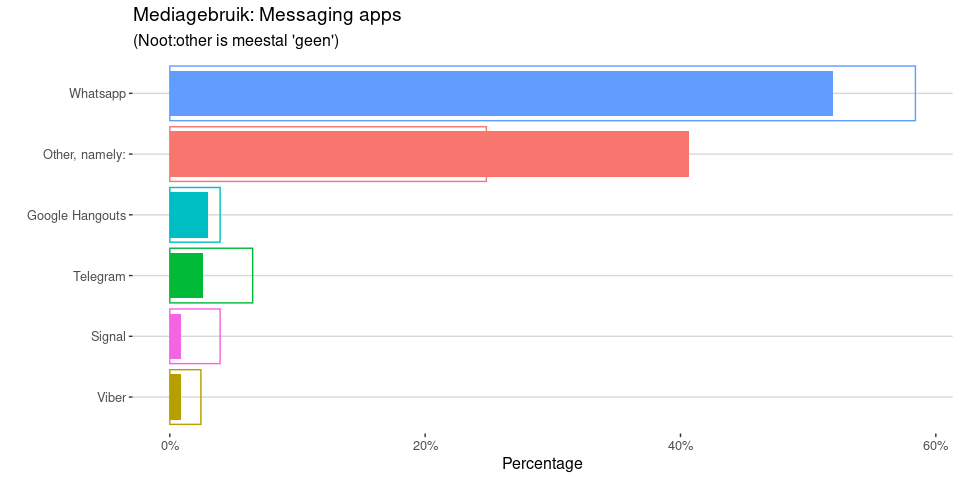 Mediagebruik: Messaging apps
(Noot:other is meestal 'geen')
Whatsapp
Other, namely:
Google Hangouts
Telegram
Signal
Viber
0% 20% 40% 60%
Percentage